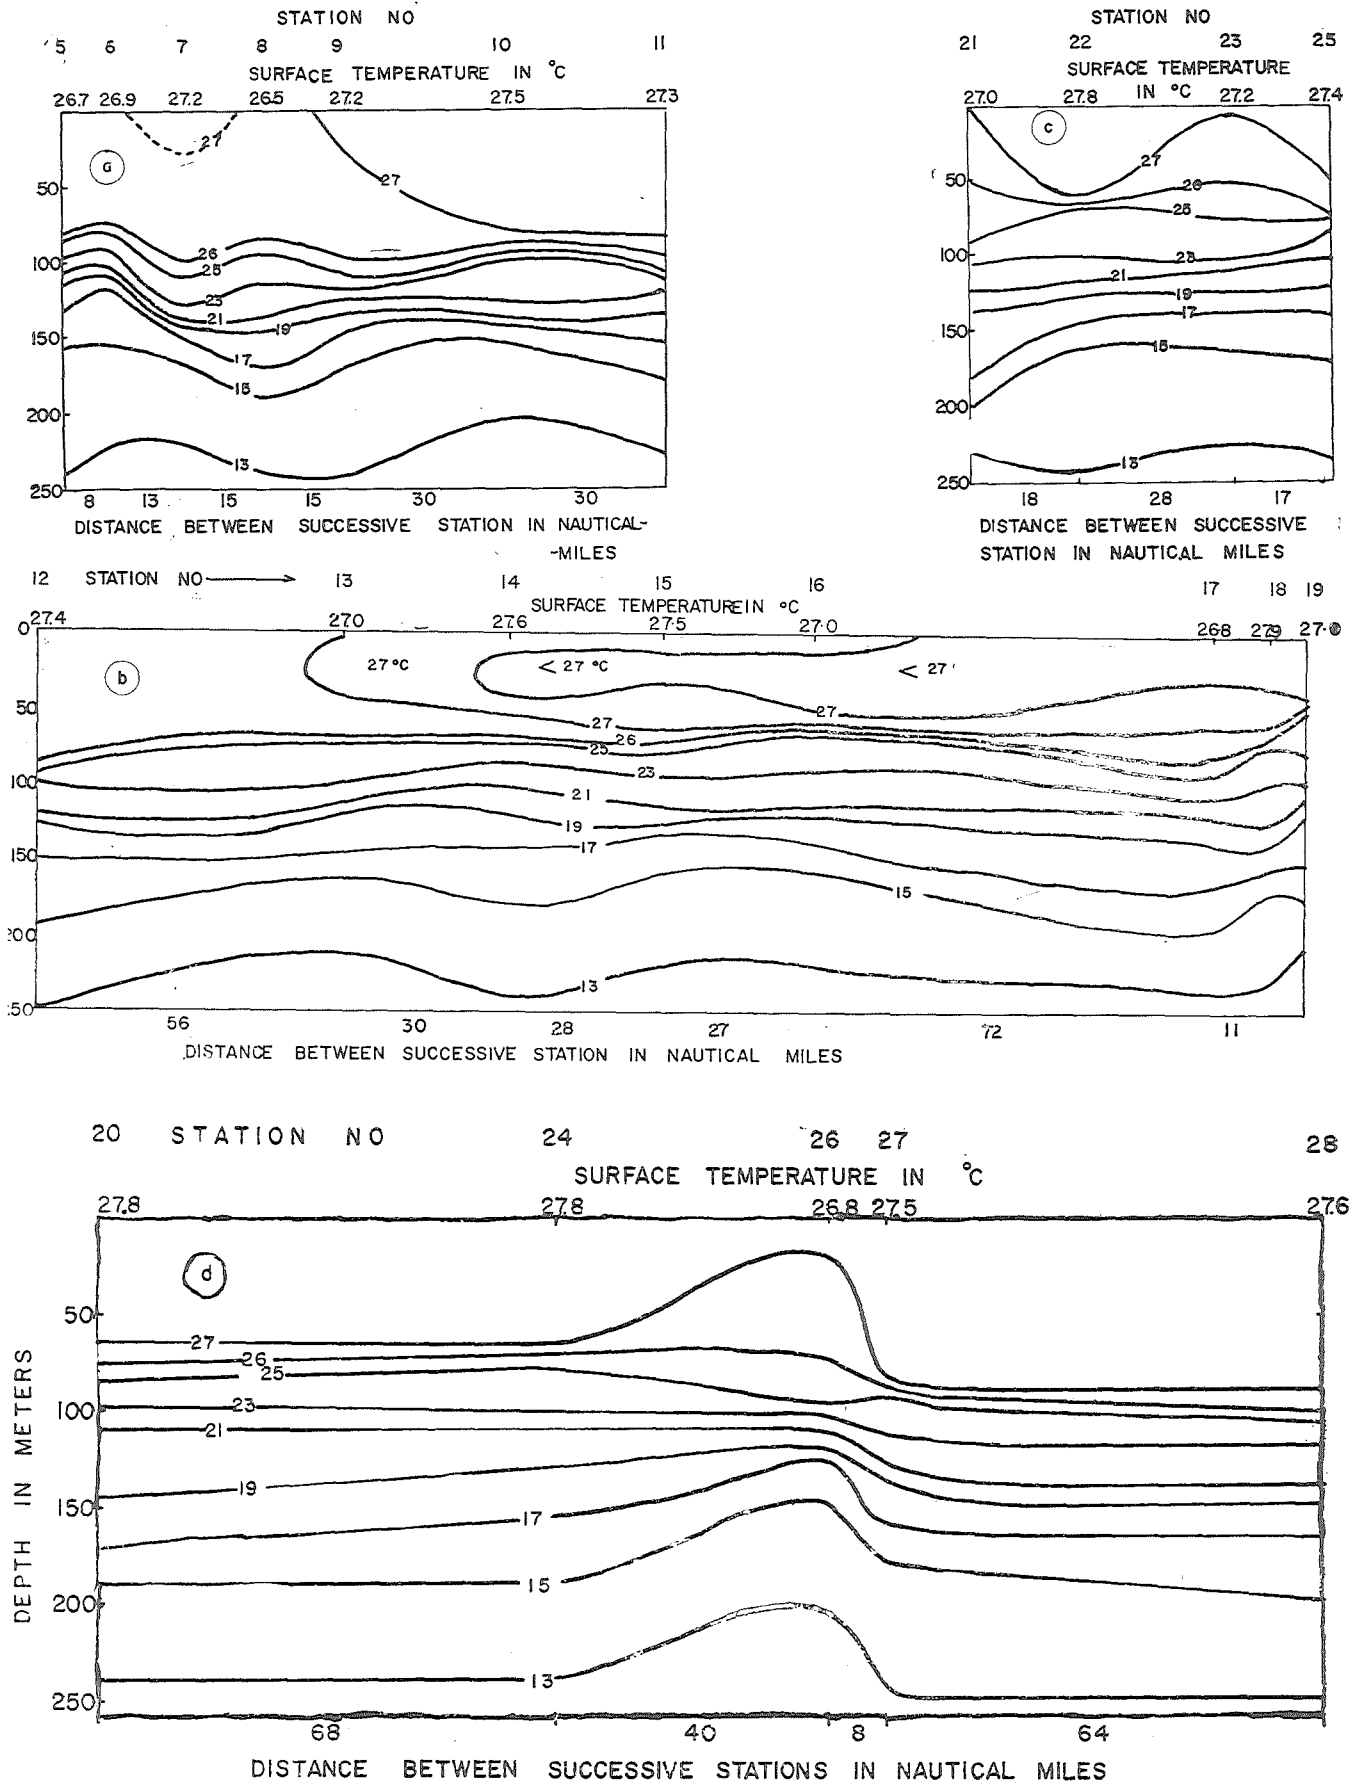 STATION NO
5 6 7 8 9 10 11
SURFACE TEMPERATURE IN °C
26.7 26.9 27.2 26.5 27.2 27.5 27.3
a
27
27
50
26
25
100
23
21
19
150
17
15
200
13
250
8 13 15 15 30 30
DISTANCE BETWEEN SUCCESSIVE STATION IN NAUTICAL-
-MILES
STATION NO
21 22 23 25
SURFACE TEMPERATURE
IN °C
27.0 27.8 27.2 27.4
c
27
50
26
25
100
23
21
19
17
150
15
200
13
250
18 28 17
DISTANCE BETWEEN SUCCESSIVE
STATION IN NAUTICAL MILES
12 STATION NO 13 14 15 16 17 18 19
SURFACE TEMPERATURE IN °C
27.4 27.0 27.6 27.5 27.0 26.8 27.9
0
b
27 °C < 27 °C < 27
50
27 27
26
25
23
100
21
19
17
150
15
200
13
250
56 30 28 27 72 11
DISTANCE BETWEEN SUCCESSIVE STATION IN NAUTICAL MILES
20 STATION NO 24 26 27 28
SURFACE TEMPERATURE IN °C
27.8 27.8 26.8 27.5 27.6
d
50
27
26
25
23
100
21
19
150
17
15
200
13
250
DEPTH IN METERS
68 40 8 64
DISTANCE BETWEEN SUCCESSIVE STATIONS IN NAUTICAL MILES